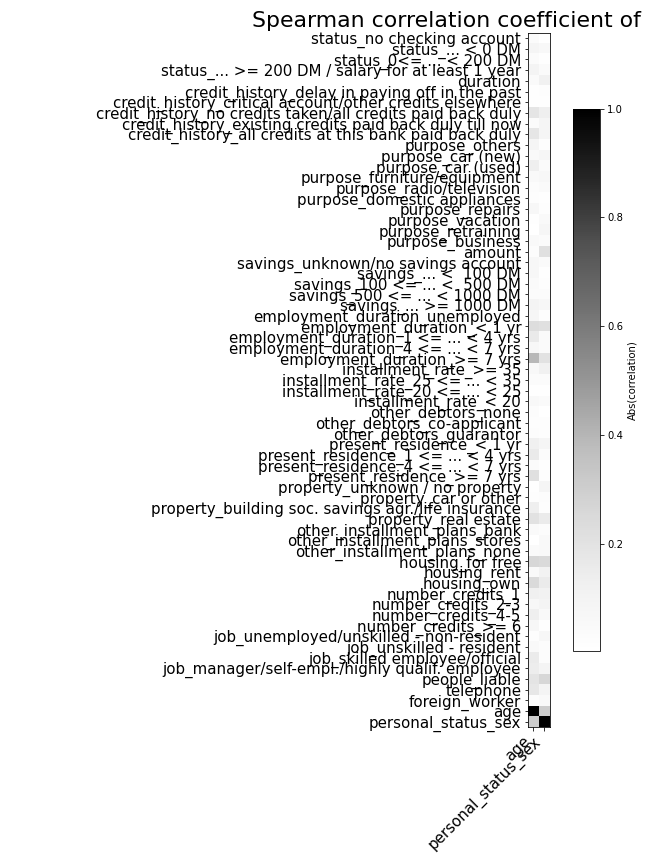 Spearman correlation coefficient of
status_no checking account
status_... < 0 DM
status_0<= ... < 200 DM
status_... >= 200 DM / salary for at least 1 year
duration
credit_history_delay in paying off in the past
credit_history_critical account/other credits elsewhere
credit_history_no credits taken/all credits paid back duly
credit_history_existing credits paid back duly till now
credit_history_all credits at this bank paid back duly
purpose_others
purpose_car (new)
purpose_car (used)
purpose_furniture/equipment
purpose_radio/television
purpose_domestic appliances
purpose_repairs
purpose_vacation
purpose_retraining
purpose_business
amount
savings_unknown/no savings account
savings_... <  100 DM
savings_100 <= ... <  500 DM
savings_500 <= ... < 1000 DM
savings_... >= 1000 DM
employment_duration_unemployed
employment_duration_< 1 yr
employment_duration_1 <= ... < 4 yrs
employment_duration_4 <= ... < 7 yrs
employment_duration_>= 7 yrs
installment_rate_>= 35
installment_rate_25 <= ... < 35
installment_rate_20 <= ... < 25
installment_rate_< 20
other_debtors_none
other_debtors_co-applicant
other_debtors_guarantor
present_residence_< 1 yr
present_residence_1 <= ... < 4 yrs
present_residence_4 <= ... < 7 yrs
present_residence_>= 7 yrs
property_unknown / no property
property_car or other
property_building soc. savings agr./life insurance
property_real estate
other_installment_plans_bank
other_installment_plans_stores
other_installment_plans_none
housing_for free
housing_rent
housing_own
number_credits_1
number_credits_2-3
number_credits_4-5
number_credits_>= 6
job_unemployed/unskilled - non-resident
job_unskilled - resident
job_skilled employee/official
job_manager/self-empl./highly qualif. employee
people_liable
telephone
foreign_worker
age
personal_status_sex
age
personal_status_sex
1.0
0.8
0.6
0.4
0.2
Abs(correlation)